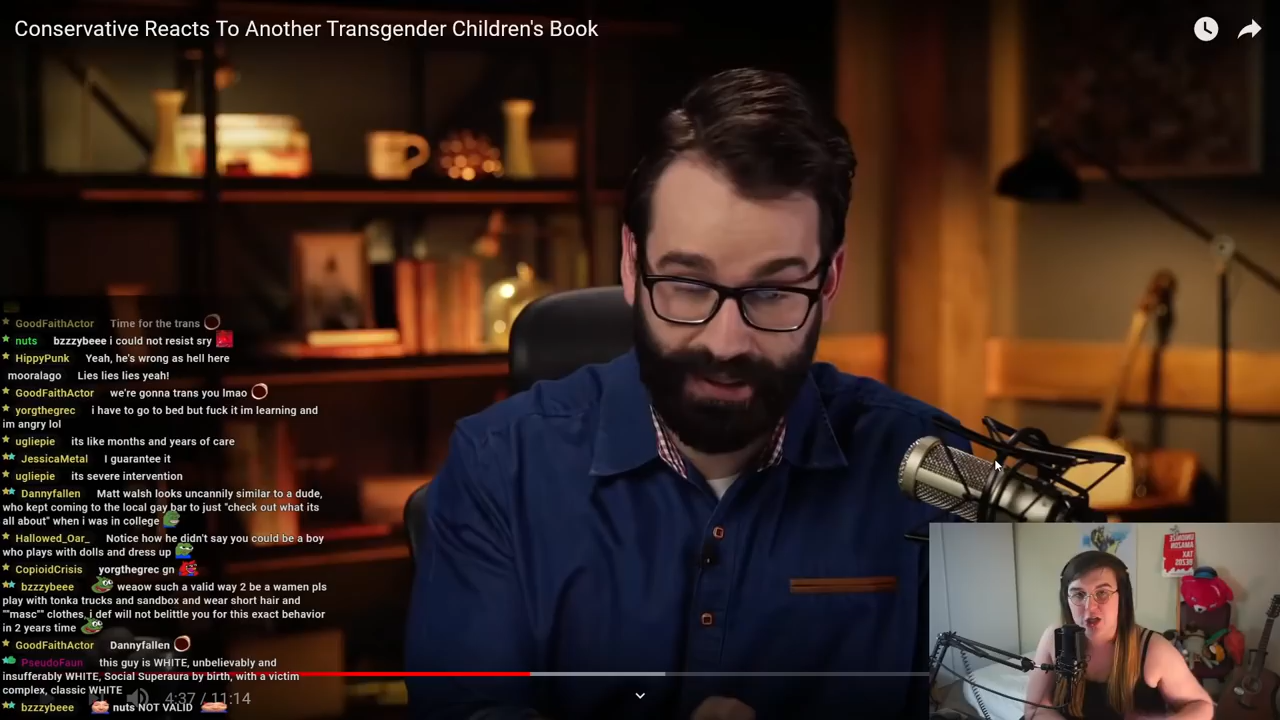 Conservative Reacts To Another Transgender Children's Book
GoodFaithActor Time for the trans
nuts bzzzybeee i could not resist sry
HippyPunk Yeah, he's wrong as hell here
mooralago Lies lies lies yeah!
GoodFaithActor we're gonna trans you lmao
yorgthegrec i have to go to bed but fuck it im learning and
im angry lol
ugliepie its like months and years of care
JessicaMetal I guarantee it
ugliepie its severe intervention
Dannyfallen Matt walsh looks uncannily similar to a dude,
who kept coming to the local gay bar to just "check out what its
all about" when i was in college
Hallowed_Oar_ Notice how he didn't say you could be a boy
who plays with dolls and dress up
CopioidCrisis yorgthegrec gn
bzzzybeee weaow such a valid way 2 be a wamen pls
play with tonka trucks and sandbox and wear short hair and
""masc"" clothes, i def will not belittle you for this exact behavior
in 2 years time
GoodFaithActor Dannyfallen
PseudoFaun this guy is WHITE, unbelievably and
insufferably WHITE, Social Superaura by birth, with a victim
complex, classic WHITE
4:37 / 11:14
bzzzybeee nuts NOT VALID